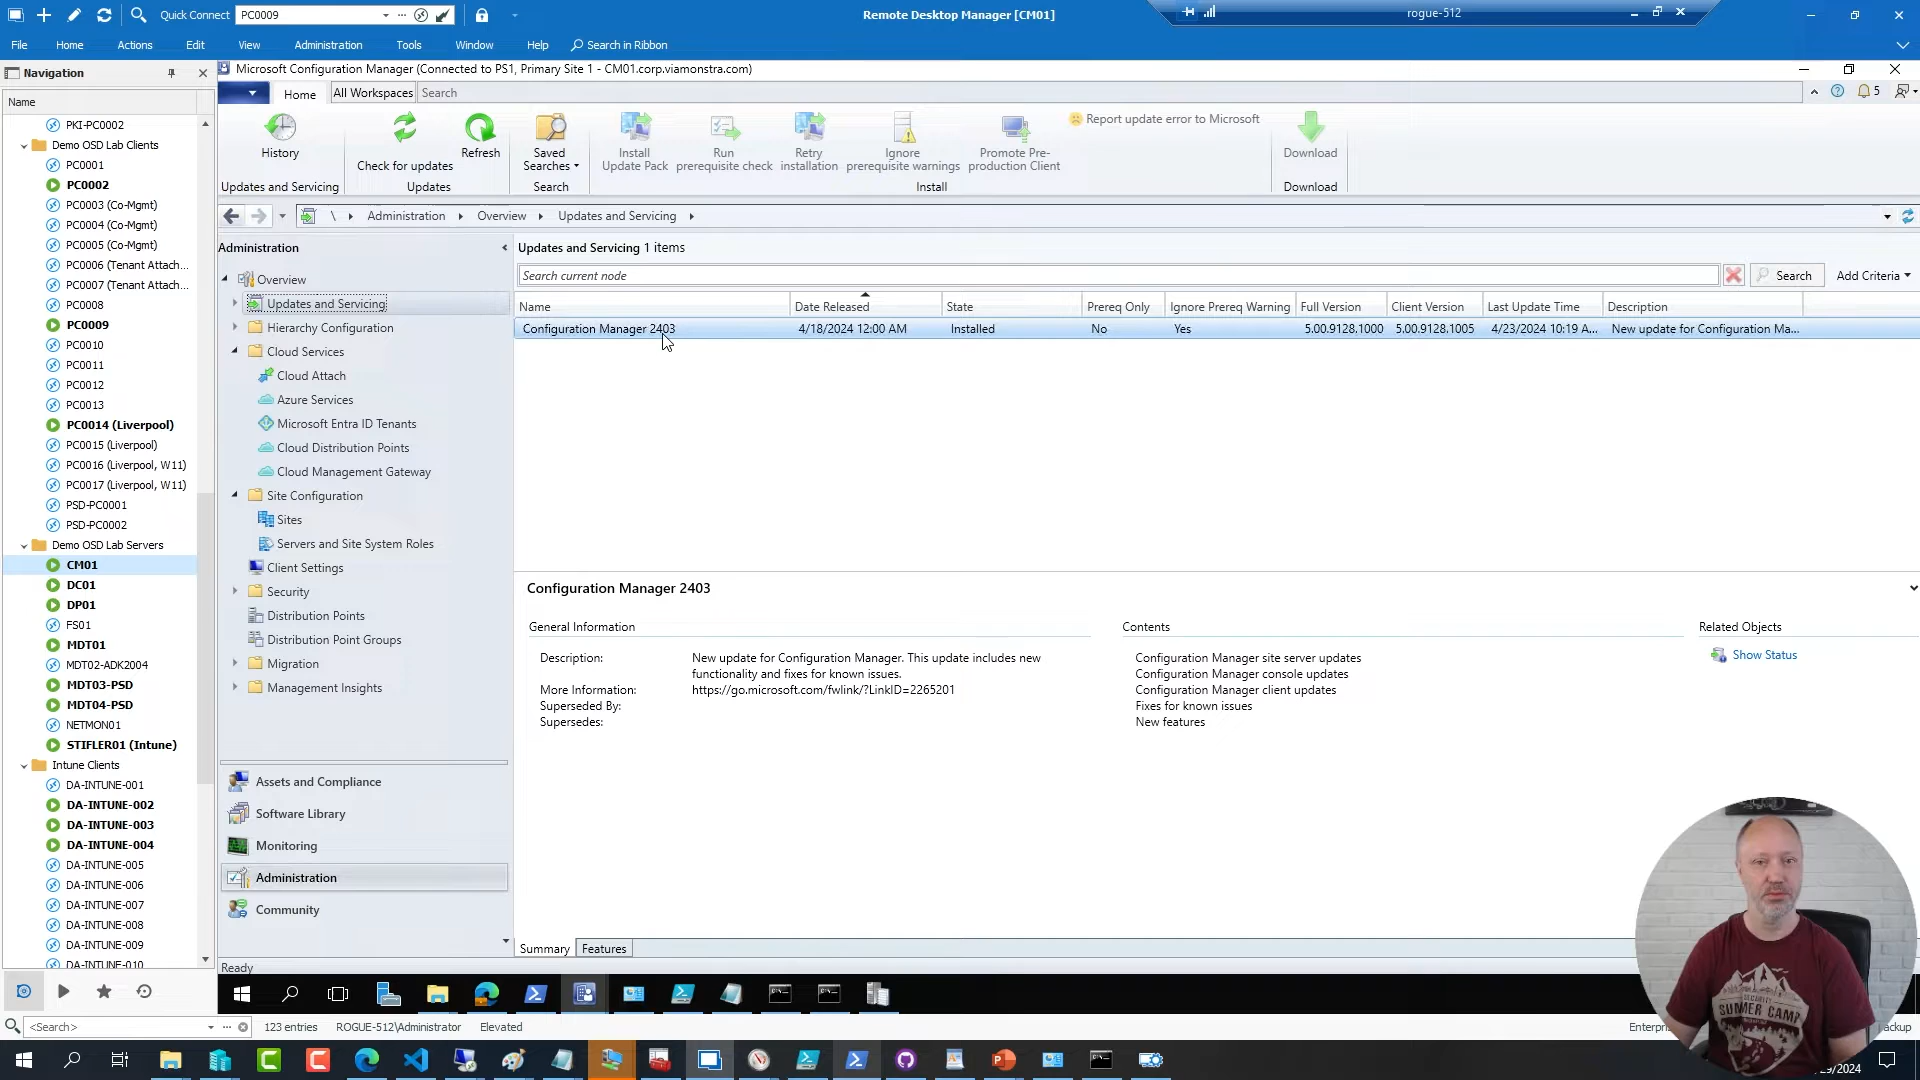 Quick Connect PC0009
Remote Desktop Manager [CM01]
rogue-512
File Home Actions Edit View Administration Tools Window Help Search in Ribbon
Navigation
Microsoft Configuration Manager (Connected to PS1, Primary Site 1 - CM01.corp.viamonstra.com)
Home All Workspaces Search
5
Name
PKI-PC0002
Demo OSD Lab Clients
PC0001
PC0002
PC0003 (Co-Mgmt)
PC0004 (Co-Mgmt)
PC0005 (Co-Mgmt)
PC0006 (Tenant Attach...
PC0007 (Tenant Attach...
PC0008
PC0009
PC0010
PC0011
PC0012
PC0013
PC0014 (Liverpool)
PC0015 (Liverpool)
PC0016 (Liverpool, W11)
PC0017 (Liverpool, W11)
PSD-PC0001
PSD-PC0002
Demo OSD Lab Servers
CM01
DC01
DP01
FS01
MDT01
MDT02-ADK2004
MDT03-PSD
MDT04-PSD
NETMON01
STIFLER01 (Intune)
Intune Clients
DA-INTUNE-001
DA-INTUNE-002
DA-INTUNE-003
DA-INTUNE-004
DA-INTUNE-005
DA-INTUNE-006
DA-INTUNE-007
DA-INTUNE-008
DA-INTUNE-009
DA-INTUNE-010
History
Updates and Servicing
Check for updates
Refresh
Updates
Saved
Searches
Search
Install
Update Pack
Run
prerequisite check
Retry
installation
Ignore
prerequisite warnings
Promote Pre-
production Client
Install
Report update error to Microsoft
Download
Download
\ Administration Overview Updates and Servicing
Administration
Overview
Updates and Servicing
Hierarchy Configuration
Cloud Services
Cloud Attach
Azure Services
Microsoft Entra ID Tenants
Cloud Distribution Points
Cloud Management Gateway
Site Configuration
Sites
Servers and Site System Roles
Client Settings
Security
Distribution Points
Distribution Point Groups
Migration
Management Insights
Assets and Compliance
Software Library
Monitoring
Administration
Community
Updates and Servicing 1 items
Search current node
Search
Add Criteria
Name Date Released State Prereq Only Ignore Prereq Warning Full Version Client Version Last Update Time Description
Configuration Manager 2403 4/18/2024 12:00 AM Installed No Yes 5.00.9128.1000 5.00.9128.1005 4/23/2024 10:19 A... New update for Configuration Ma...
Configuration Manager 2403
General Information
Description: New update for Configuration Manager. This update includes new
functionality and fixes for known issues.
More Information: https://go.microsoft.com/fwlink/?LinkID=2265201
Superseded By:
Supersedes:
Contents
Configuration Manager site server updates
Configuration Manager console updates
Configuration Manager client updates
Fixes for known issues
New features
Related Objects
Show Status
Summary Features
Ready
SUMMER CAMP
<Search>
123 entries ROGUE-512\Administrator Elevated